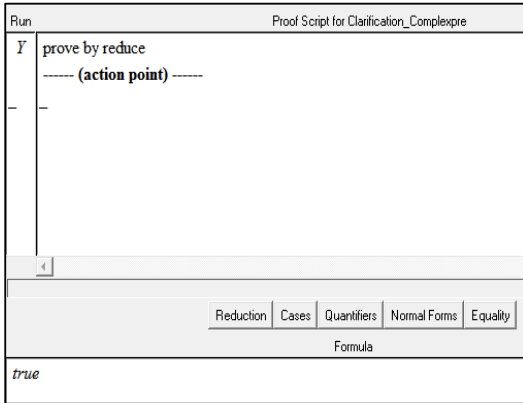 Run Proof Script for Clarification_Complexpre
Y prove by reduce
------ (action point) ------
Reduction Cases Quantifiers Normal Forms Equality
Formula
true